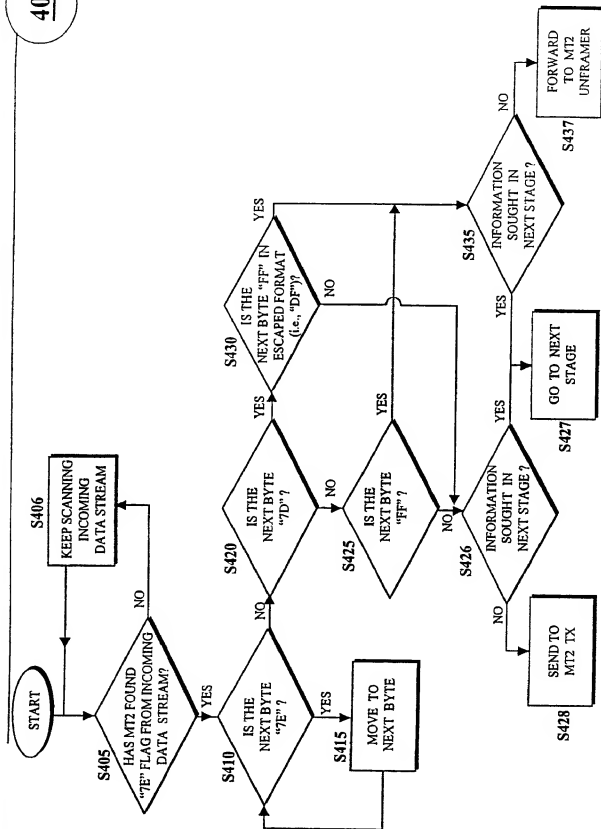 40
START
S406
KEEP SCANNING
INCOMING
DATA STREAM
S405
HAS MT2 FOUND
"7E" FLAG FROM INCOMING
DATA STREAM?
NO
YES
S410
IS THE
NEXT BYTE
"7E" ?
NO
YES
S415
MOVE TO
NEXT BYTE
S420
IS THE
NEXT BYTE
"7D" ?
YES
NO
S430
IS THE
NEXT BYTE "FF" IN
ESCAPED FORMAT
(i.e., "DF")?
YES
NO
S425
IS THE
NEXT BYTE
"FF" ?
YES
NO
S426
INFORMATION
SOUGHT IN
NEXT STAGE ?
YES
NO
S428
SEND TO
MT2 TX
S427
GO TO NEXT
STAGE
S435
INFORMATION
SOUGHT IN
NEXT STAGE ?
YES
NO
S437
FORWARD
TO MT2
UNFRAMER